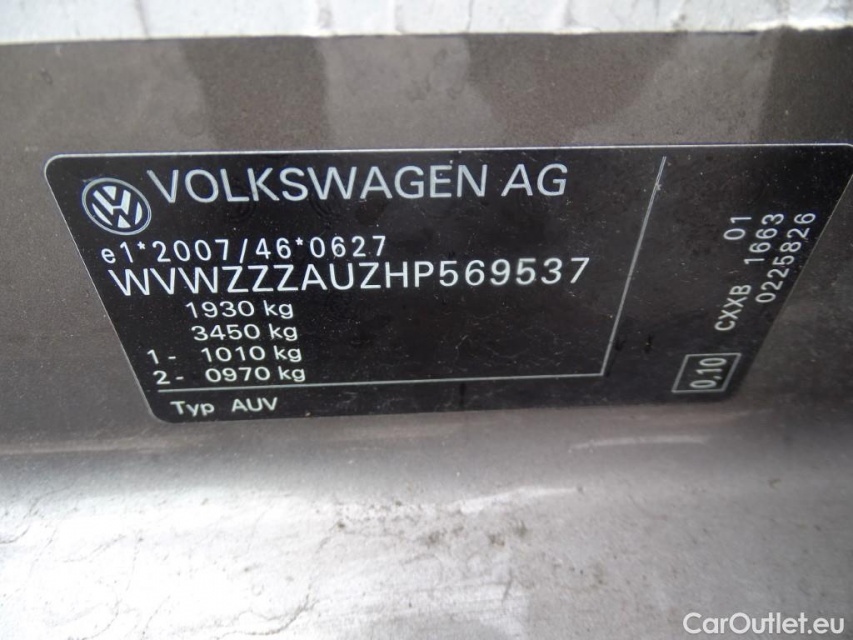 VOLKSWAGEN AG
e1*2007/46*0627
WVWZZZAUZHP569537
1930 kg
3450 kg
1- 1010 kg
2- 0970 kg
Typ AUV
01
CXXB 1663
0225826
0,10
CarOutlet.eu